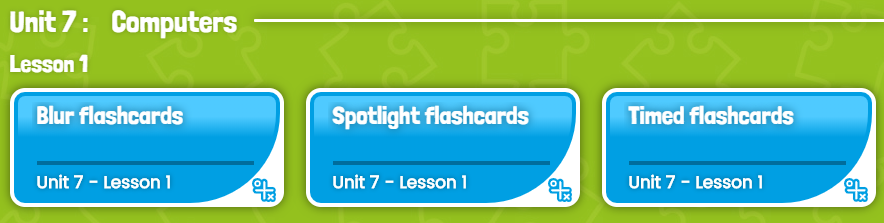 Unit 7 : Computers
Lesson 1
Blur flashcards
Unit 7 – Lesson 1
Spotlight flashcards
Unit 7 – Lesson 1
Timed flashcards
Unit 7 – Lesson 1